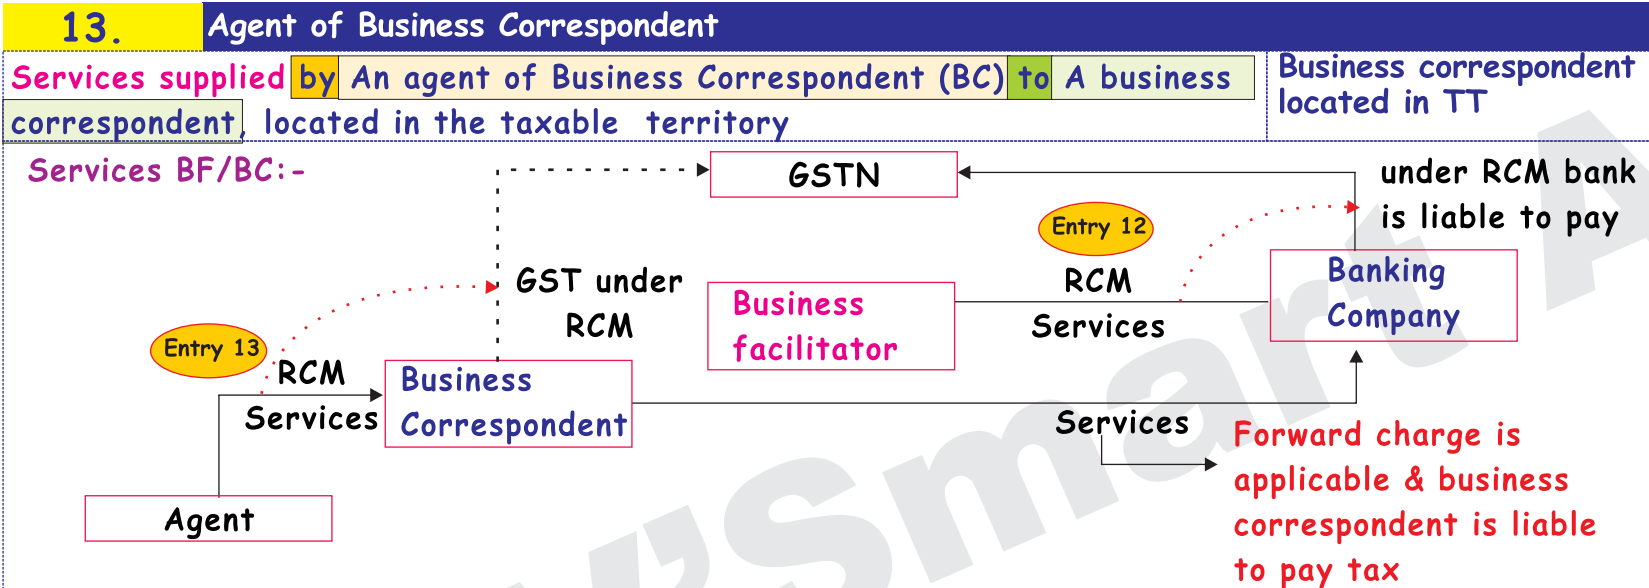 13.
Agent of Business Correspondent
Services supplied by An agent of Business Correspondent (BC) to A business
correspondent, located in the taxable territory
Business correspondent
located in TT
Services BF/BC:-
GSTN
under RCM bank
is liable to pay
Entry 12
RCM
Services
Banking
Company
GST under
RCM
Business
facilitator
Entry 13
RCM
Services
Business
Correspondent
Services
Forward charge is
applicable & business
correspondent is liable
to pay tax
Agent